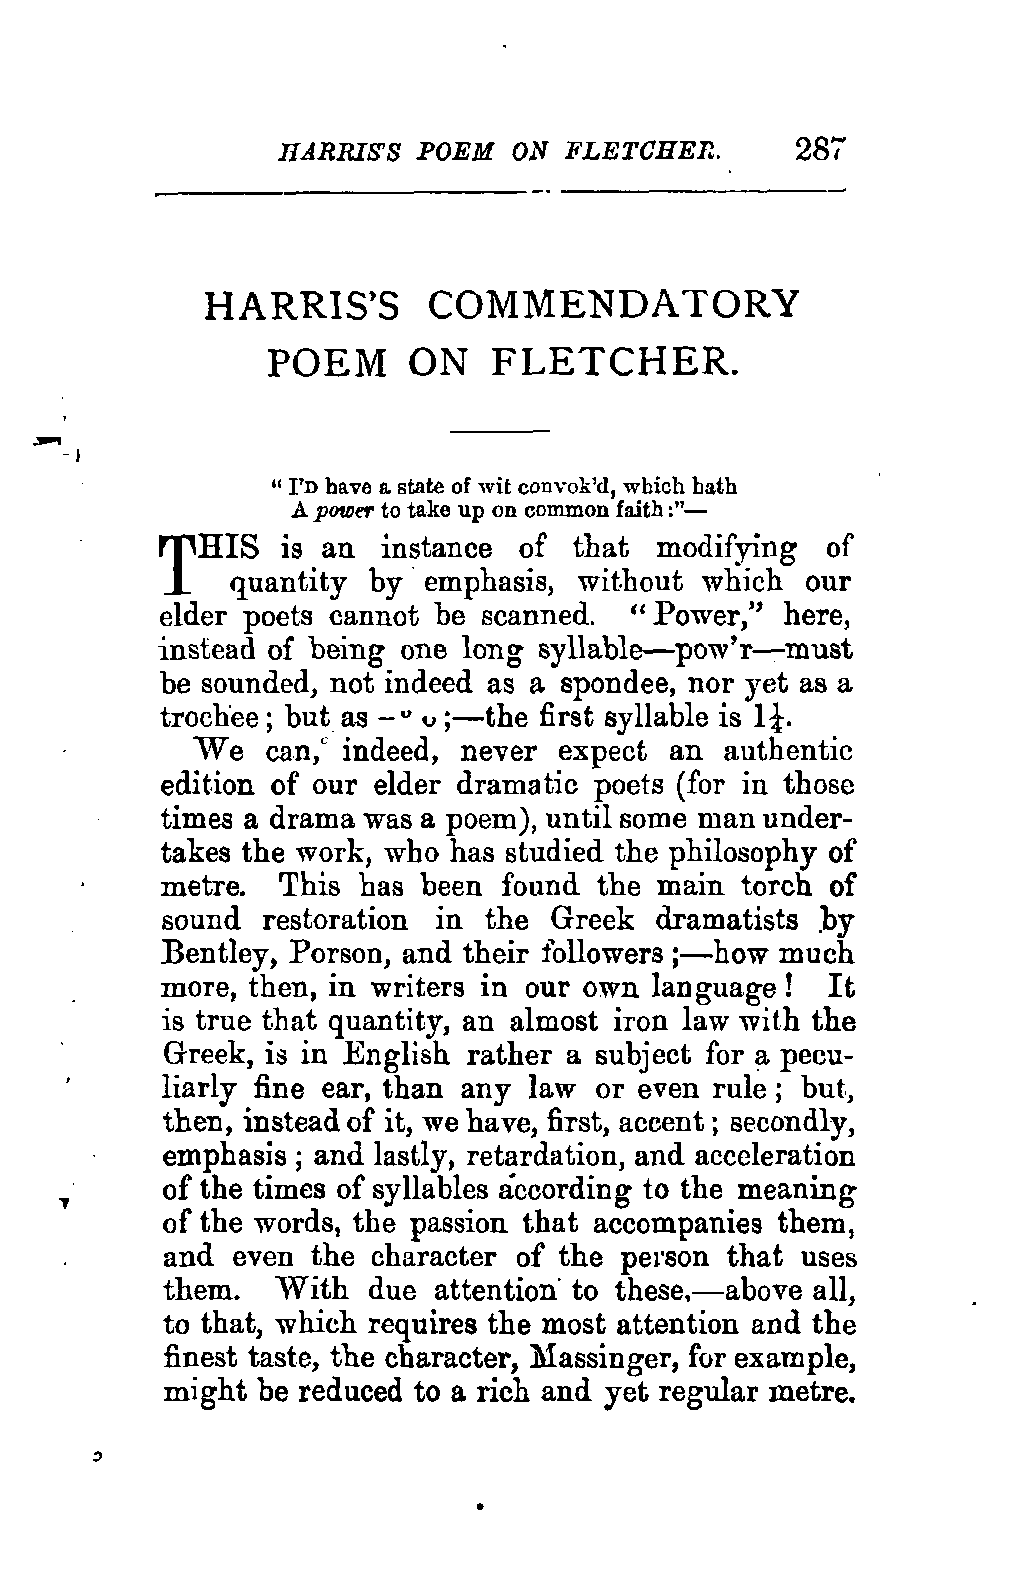 HARRIS'S POEM ON FLETCHER. 287
HARRIS'S COMMENDATORY
POEM ON FLETCHER.
“ I'D have a state of wit convok'd, which hath
A power to take up on common faith :”—
THIS is an instance of that modifying of
quantity by emphasis, without which our
elder poets cannot be scanned. “ Power,” here,
instead of being one long syllable—pow'r—must
be sounded, not indeed as a spondee, nor yet as a
trochee ; but as – ᵕ ᴗ ;—the first syllable is 1¼.
We can, indeed, never expect an authentic
edition of our elder dramatic poets (for in those
times a drama was a poem), until some man under-
takes the work, who has studied the philosophy of
metre. This has been found the main torch of
sound restoration in the Greek dramatists by
Bentley, Porson, and their followers ;—how much
more, then, in writers in our own language ! It
is true that quantity, an almost iron law with the
Greek, is in English rather a subject for a pecu-
liarly fine ear, than any law or even rule ; but,
then, instead of it, we have, first, accent ; secondly,
emphasis ; and lastly, retardation, and acceleration
of the times of syllables according to the meaning
of the words, the passion that accompanies them,
and even the character of the person that uses
them. With due attention to these,—above all,
to that, which requires the most attention and the
finest taste, the character, Massinger, for example,
might be reduced to a rich and yet regular metre.